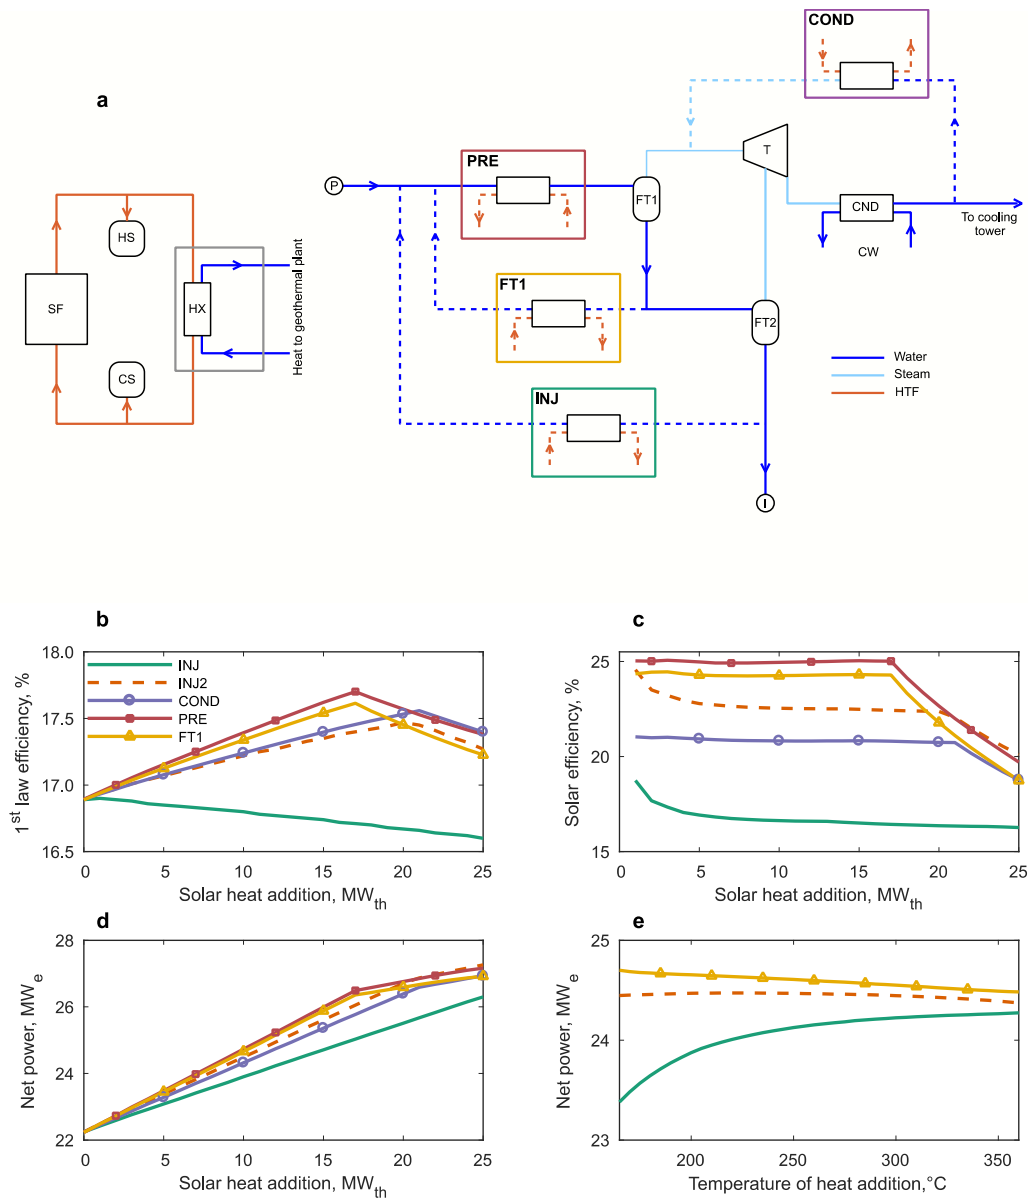 a
COND
PRE
P
FT1
T
CND
To cooling
tower
CW
HS
SF
HX
CS
Heat to geothermal plant
FT1
FT2
INJ
I
Water
Steam
HTF
b
18.0
17.5
17.0
16.5
1st law efficiency, %
INJ
INJ2
COND
PRE
FT1
0 5 10 15 20 25
Solar heat addition, MWth
c
25
20
15
Solar efficiency, %
0 5 10 15 20 25
Solar heat addition, MWth
d
28
26
24
22
Net power, MWe
0 5 10 15 20 25
Solar heat addition, MWth
e
25
24
23
Net power, MWe
200 250 300 350
Temperature of heat addition,°C